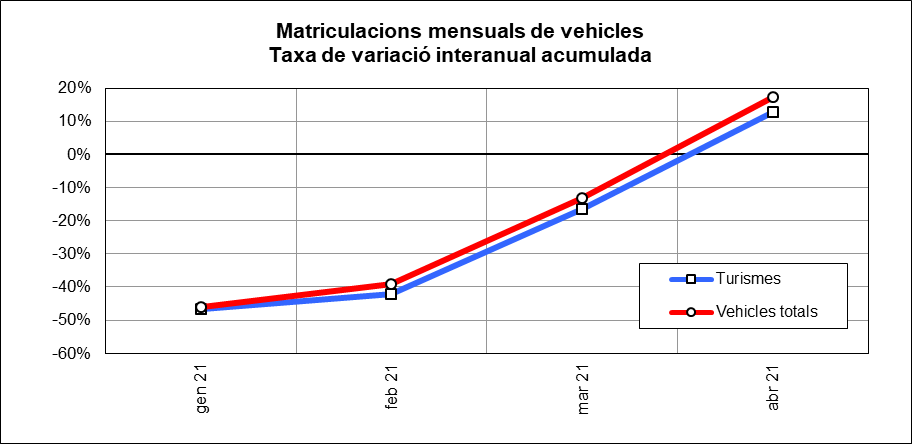 Matriculacions mensuals de vehicles
Taxa de variació interanual acumulada
20%
10%
0%
-10%
-20%
-30%
-40%
-50%
-60%
Turismes
Vehicles totals
gen 21
feb 21
mar 21
abr 21